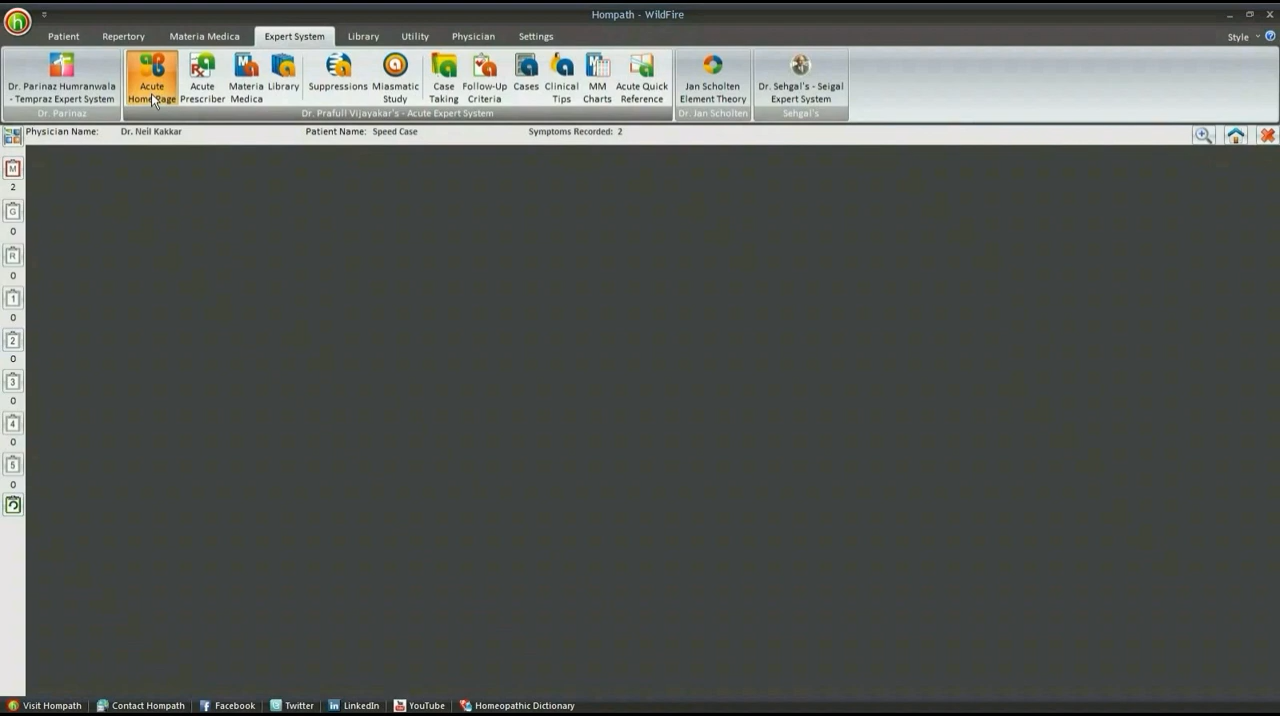 Hompath - WildFire
Patient Repertory Materia Medica Expert System Library Utility Physician Settings Style
Dr. Parinaz Humranwala - Tempraz Expert System
Dr. Parinaz
Acute HomePage
Acute Prescriber
Materia Medica
Library
Suppressions
Miasmatic Study
Case Taking
Follow-Up Criteria
Cases
Clinical Tips
MM Charts
Acute Quick Reference
Dr. Prafull Vijayakar's - Acute Expert System
Jan Scholten Element Theory
Dr. Jan Scholten
Dr. Sehgal's - Seigal Expert System
Sehgal's
Physician Name: Dr. Neil Kakkar Patient Name: Speed Case Symptoms Recorded: 2
M
2
G
0
R
0
1
0
2
0
3
0
4
0
5
0
Visit Hompath Contact Hompath Facebook Twitter LinkedIn YouTube Homeopathic Dictionary